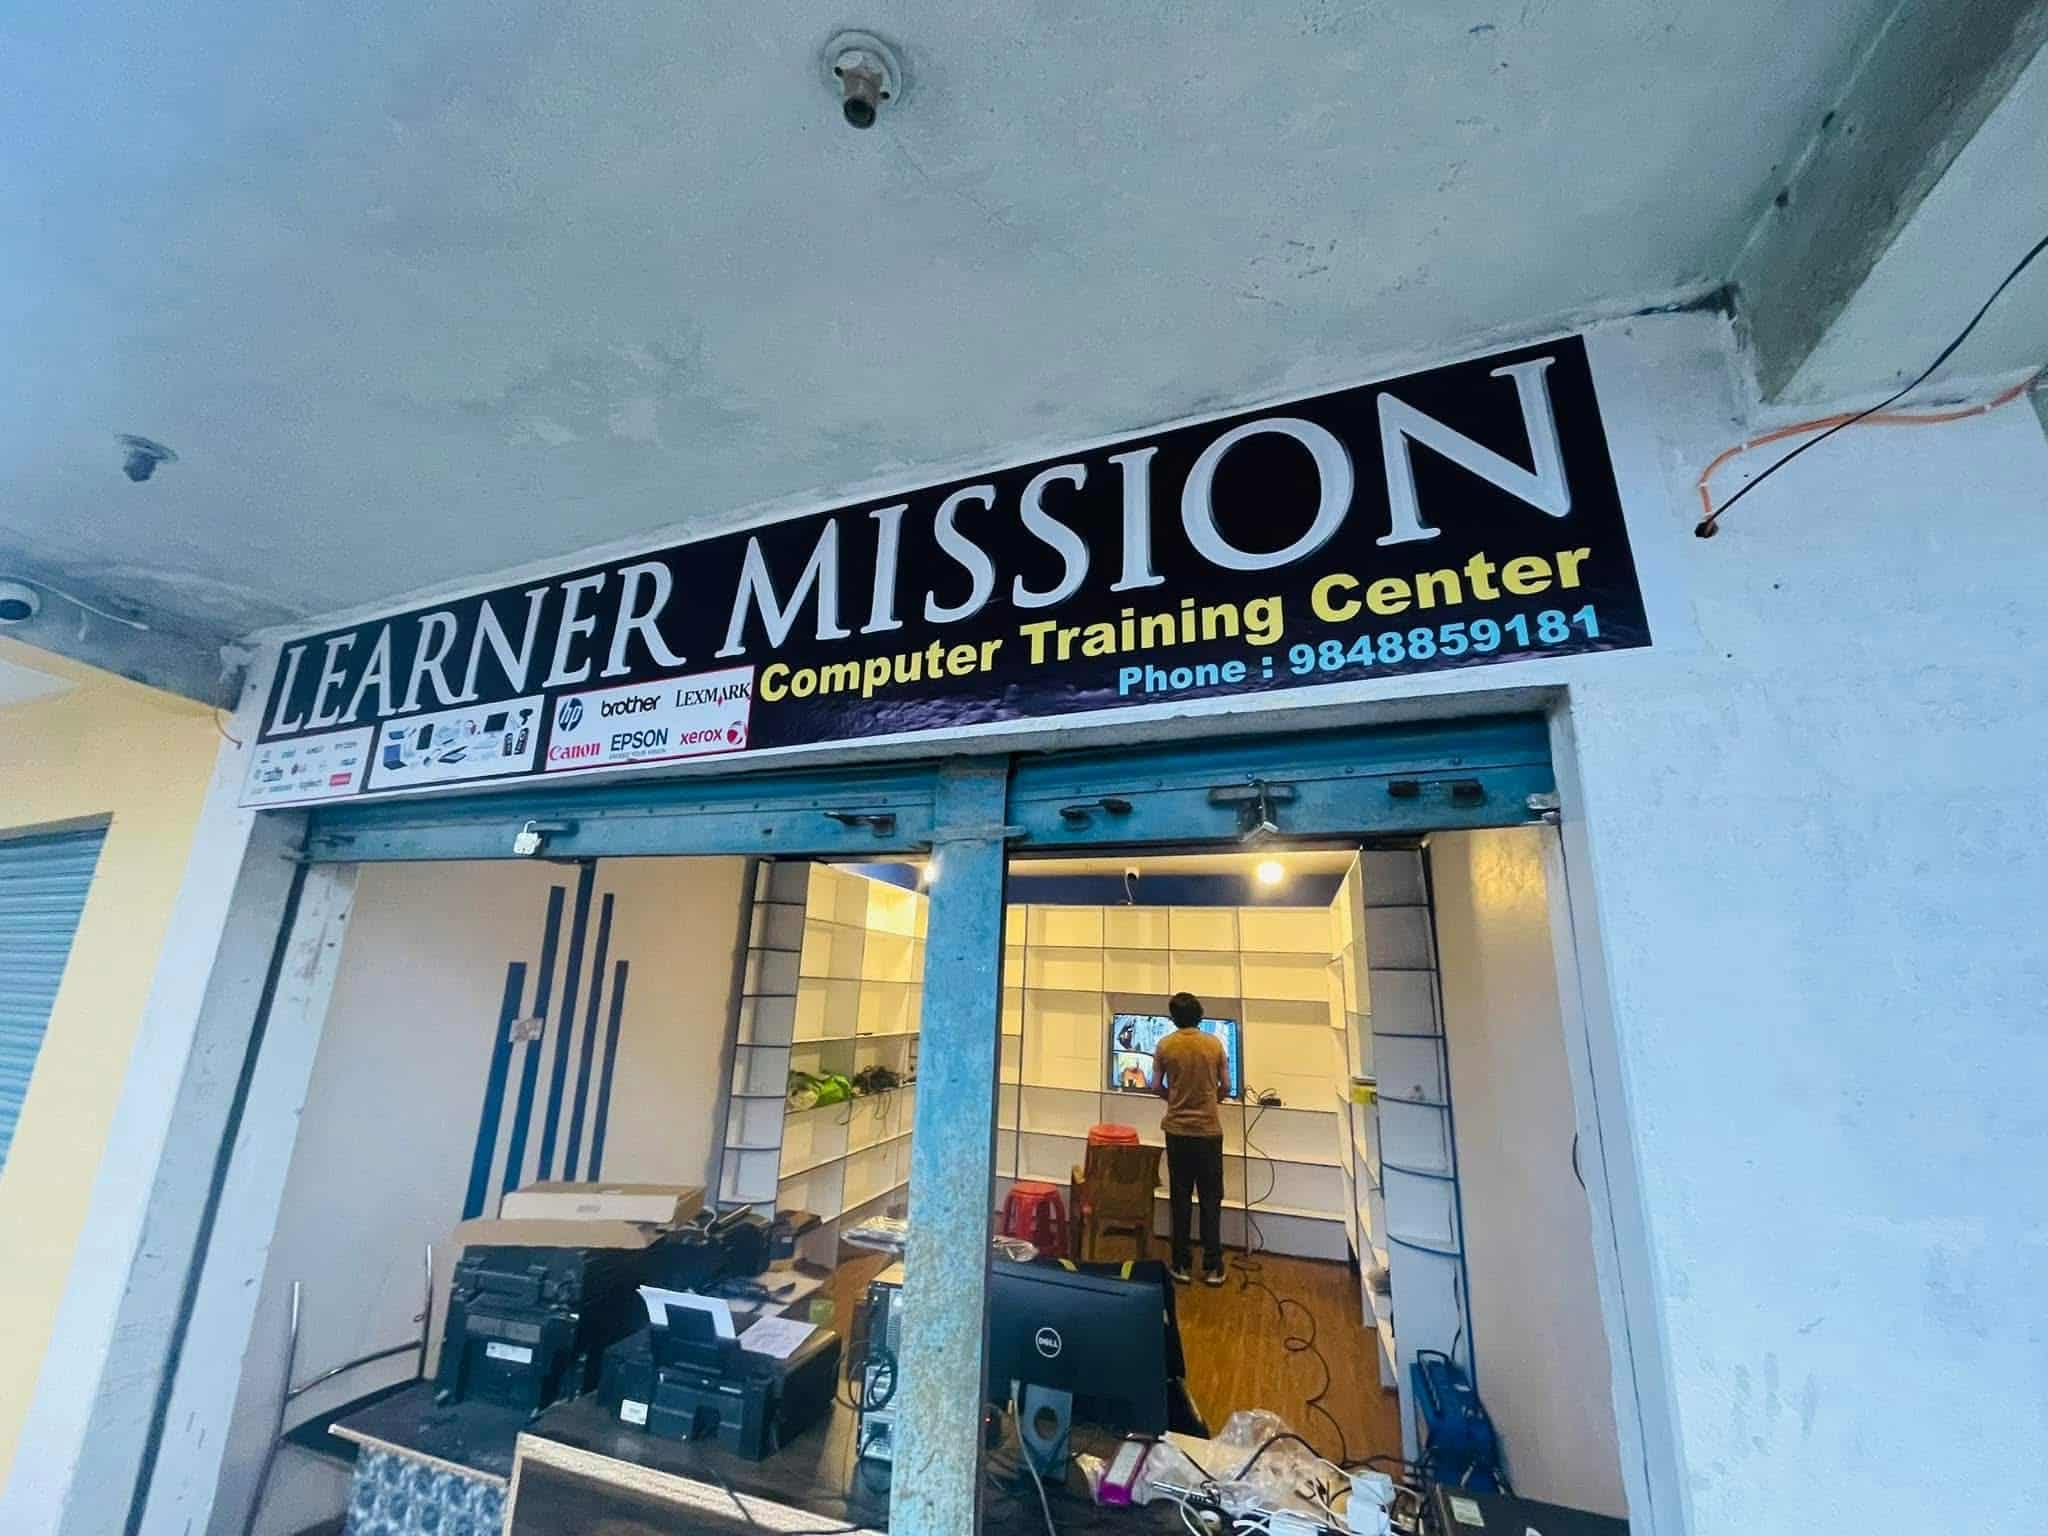 LEARNER MISSION
Computer Training Center
Phone : 9848859181
hp brother LEXMARK
Canon EPSON xerox
DELL